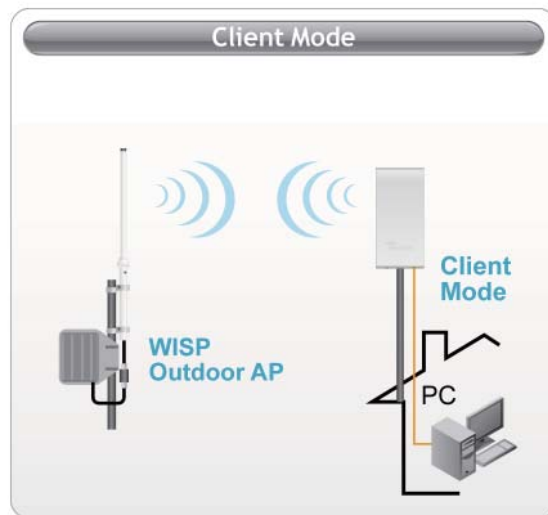 Client Mode
WISP
Outdoor AP
Client
Mode
PC